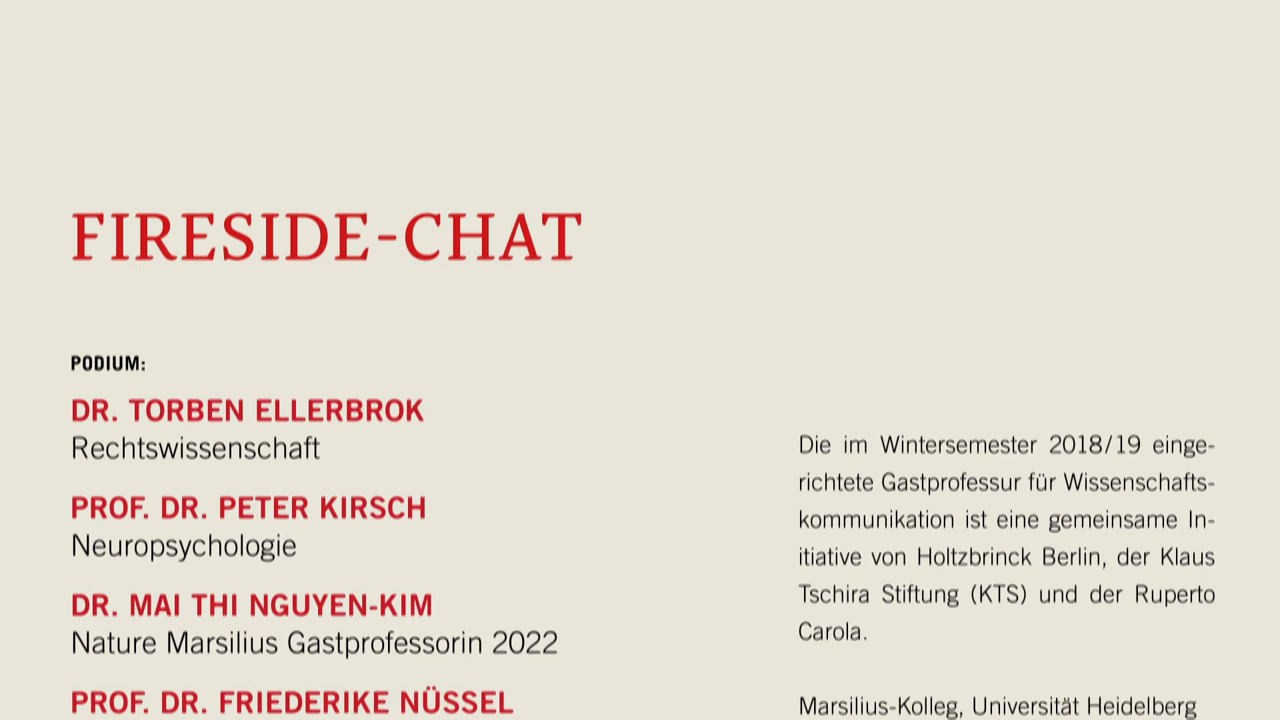 FIRESIDE-CHAT
PODIUM:
DR. TORBEN ELLERBROK
Rechtswissenschaft
PROF. DR. PETER KIRSCH
Neuropsychologie
DR. MAI THI NGUYEN-KIM
Nature Marsilius Gastprofessorin 2022
PROF. DR. FRIEDERIKE NÜSSEL
Die im Wintersemester 2018/19 einge-
richtete Gastprofessur für Wissenschafts-
kommunikation ist eine gemeinsame In-
itiative von Holtzbrinck Berlin, der Klaus
Tschira Stiftung (KTS) und der Ruperto
Carola.
Marsilius-Kolleg, Universität Heidelberg